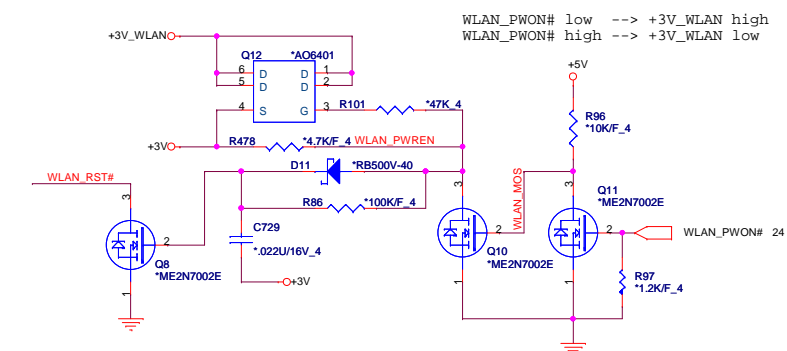 WLAN_PWON# low --> +3V_WLAN high
WLAN_PWON# high --> +3V_WLAN low
+3V_WLAN
Q12 *AO6401
6 D D 1
5 D D 2
4 S G 3
R101 *47K_4
+5V
R96
*10K/F_4
+3V
R478 *4.7K/F_4 WLAN_PWREN
D11 *RB500V-40
WLAN_RST#
R86 *100K/F_4
WLAN_MOS
3
3
3
Q11
*ME2N7002E
C729
*.022U/16V_4
2
2
2
WLAN_PWON# 24
Q8
*ME2N7002E
Q10
*ME2N7002E
R97
*1.2K/F_4
+3V
1
1
1